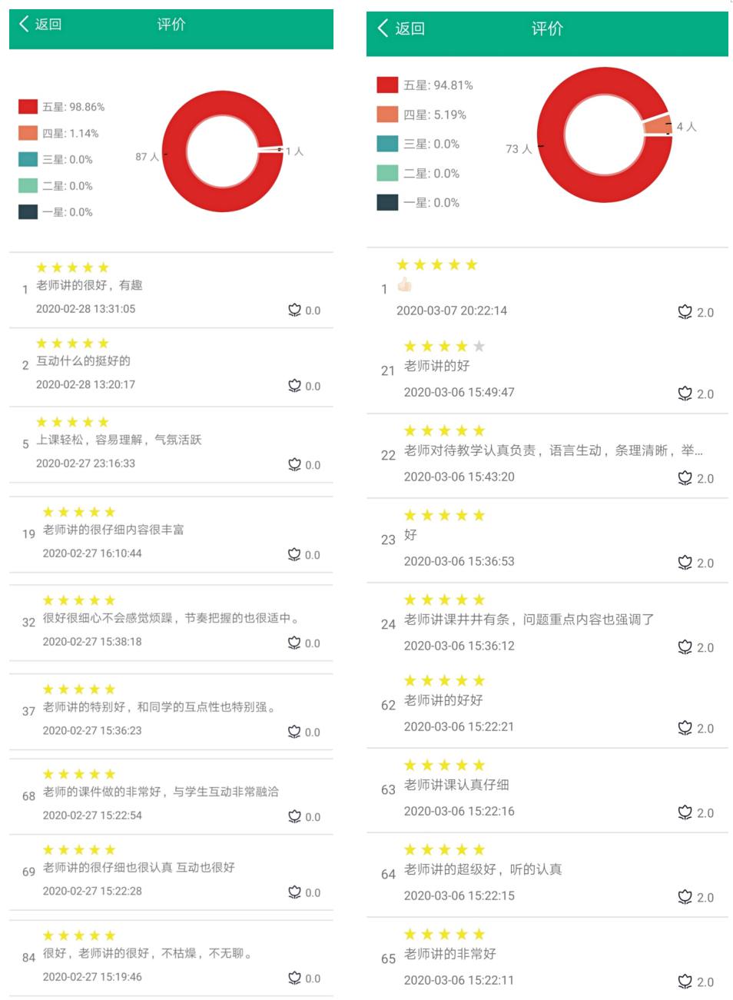 返回
评价
五星: 98.86%
四星: 1.14%
三星: 0.0%
二星: 0.0%
一星: 0.0%
87 人
1 人
老师讲的很好，有趣
1
2020-02-28 13:31:05
0.0
互动什么的挺好的
2
2020-02-28 13:20:17
0.0
上课轻松，容易理解，气氛活跃
5
2020-02-27 23:16:33
0.0
老师讲的很仔细内容很丰富
19
2020-02-27 16:10:44
0.0
很好很细心不会感觉烦躁，节奏把握的也很适中。
32
2020-02-27 15:38:18
0.0
老师讲的特别好，和同学的互点性也特别强。
37
2020-02-27 15:36:23
0.0
老师的课件做的非常好，与学生互动非常融洽
68
2020-02-27 15:22:54
0.0
老师讲的很仔细也很认真 互动也很好
69
2020-02-27 15:22:28
0.0
很好，老师讲的很好，不枯燥，不无聊。
84
2020-02-27 15:19:46
0.0
返回
评价
五星: 94.81%
四星: 5.19%
三星: 0.0%
二星: 0.0%
一星: 0.0%
73 人
4 人
1
2020-03-07 20:22:14
2.0
老师讲的好
21
2020-03-06 15:49:47
2.0
老师对待教学认真负责，语言生动，条理清晰，举...
22
2020-03-06 15:43:20
2.0
好
23
2020-03-06 15:36:53
2.0
老师讲课井井有条，问题重点内容也强调了
24
2020-03-06 15:36:12
2.0
老师讲的好好
62
2020-03-06 15:22:21
2.0
老师讲课认真仔细
63
2020-03-06 15:22:16
2.0
老师讲的超级好，听的认真
64
2020-03-06 15:22:15
2.0
老师讲的非常好
65
2020-03-06 15:22:11
2.0